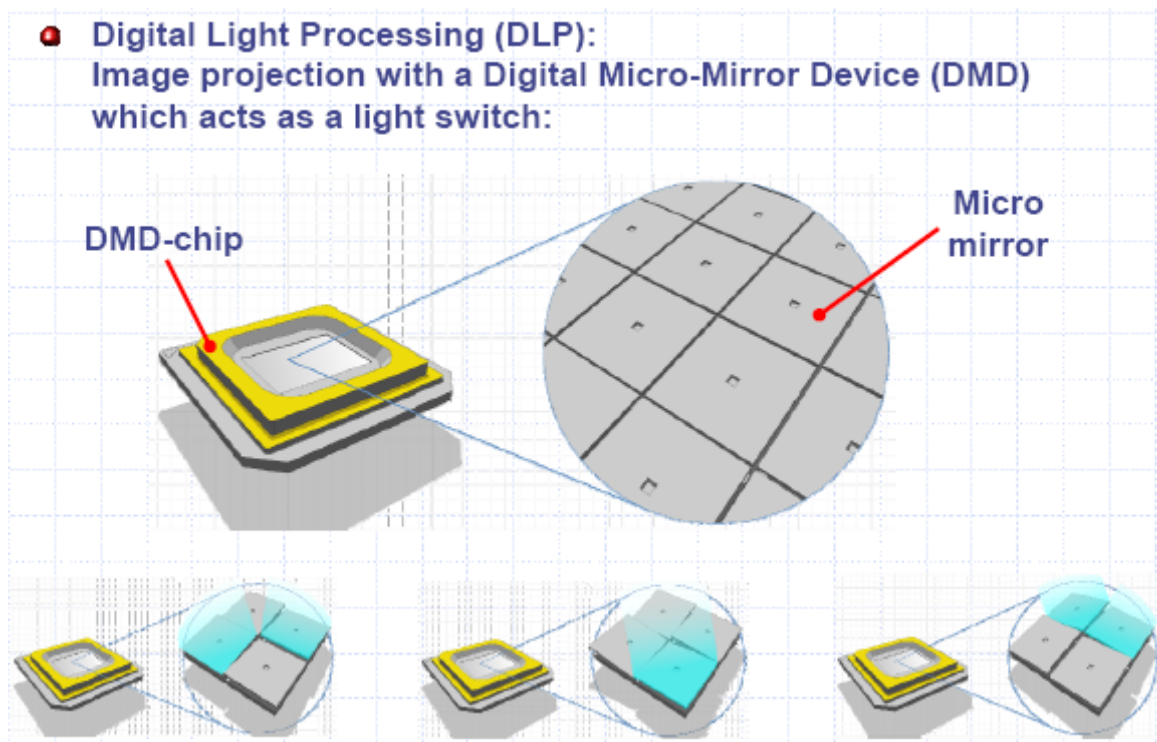 Digital Light Processing (DLP):
Image projection with a Digital Micro-Mirror Device (DMD)
which acts as a light switch:
DMD-chip
Micro
mirror